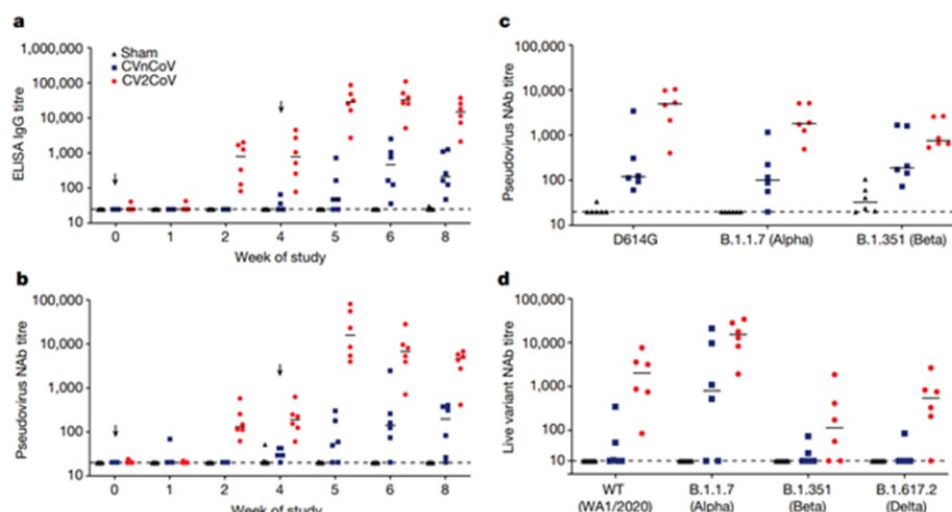 a
1,000,000
100,000
10,000
1,000
100
10
ELISA IgG titre
Sham
CVnCoV
CV2CoV
0 1 2 4 5 6 8
Week of study
b
100,000
10,000
1,000
100
10
Pseudovirus NAb titre
0 1 2 4 5 6 8
Week of study
c
100,000
10,000
1,000
100
10
Pseudovirus NAb titre
D614G B.1.1.7 (Alpha) B.1.351 (Beta)
d
100,000
10,000
1,000
100
10
Live variant NAb titre
WT B.1.1.7 B.1.351 B.1.617.2
(WA1/2020) (Alpha) (Beta) (Delta)